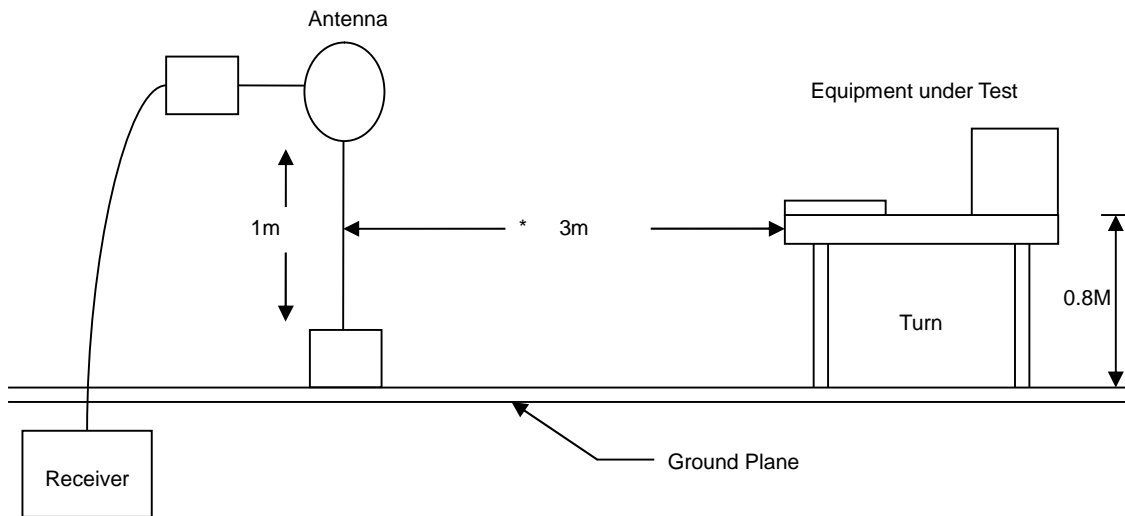 Antenna
Equipment under Test
1m
* 3m
0.8M
Turn
Ground Plane
Receiver